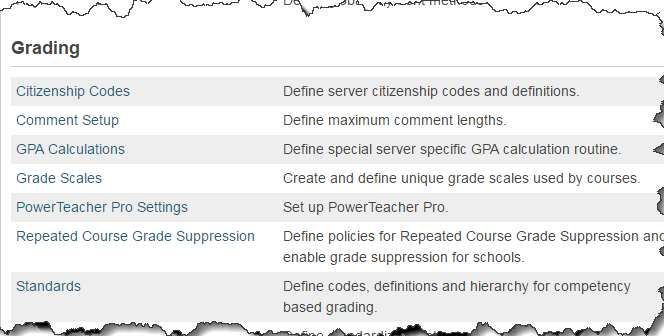 Grading
Citizenship Codes Define server citizenship codes and definitions.
Comment Setup Define maximum comment lengths.
GPA Calculations Define special server specific GPA calculation routine.
Grade Scales Create and define unique grade scales used by courses.
PowerTeacher Pro Settings Set up PowerTeacher Pro.
Repeated Course Grade Suppression Define policies for Repeated Course Grade Suppression and
enable grade suppression for schools.
Standards Define codes, definitions and hierarchy for competency
based grading.